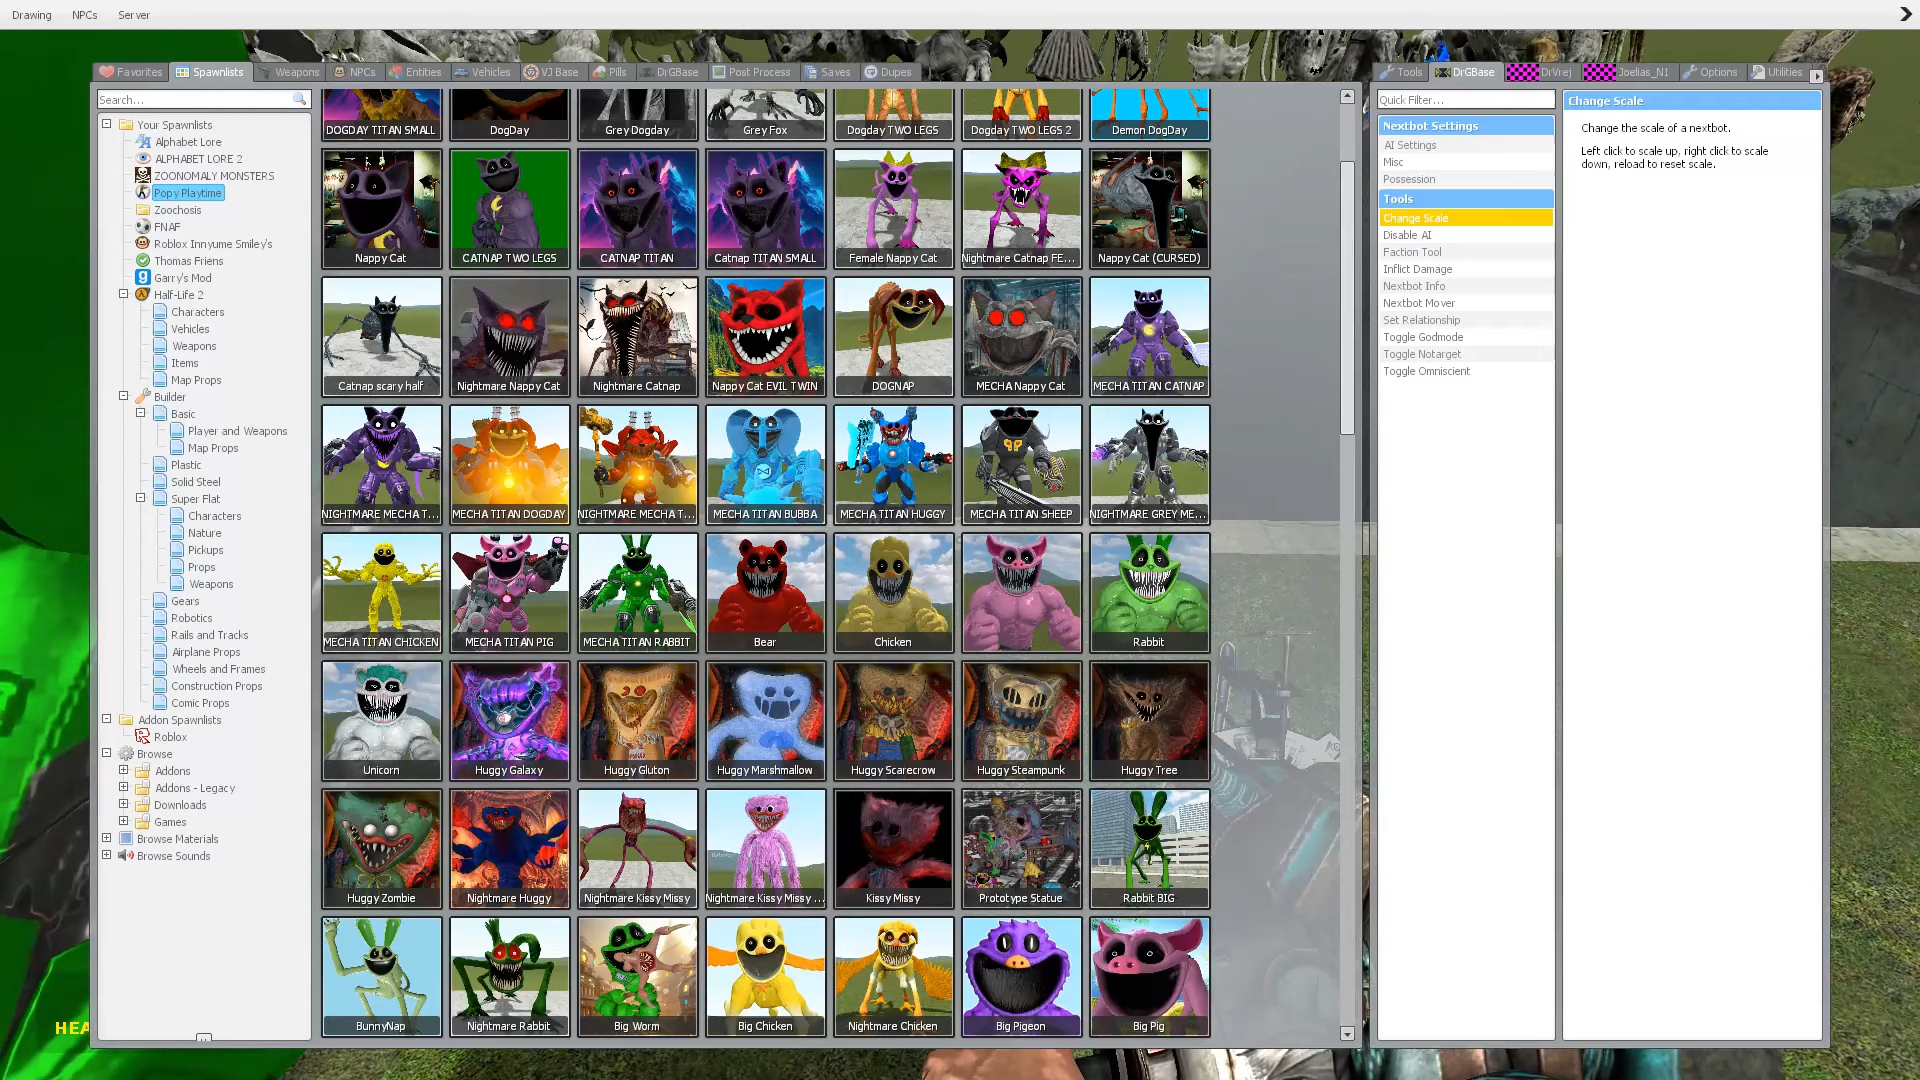 Drawing NPCs Server
Favorites Spawnlists Weapons NPCs Entities Vehicles VJ Base Pills DrGBase Post Process Saves Dupes
Tools DrGBase DrVrej Joelias_N1 Options Utilities
Search...
Your Spawnlists
Alphabet Lore
ALPHABET LORE 2
ZOONOMALY MONSTERS
Popy Playtime
Zoochosis
FNAF
Roblox Innyume Smiley's
Thomas Friens
Garry's Mod
Half-Life 2
Characters
Vehicles
Weapons
Items
Map Props
Builder
Basic
Player and Weapons
Map Props
Plastic
Solid Steel
Super Flat
Characters
Nature
Pickups
Props
Weapons
Gears
Robotics
Rails and Tracks
Airplane Props
Wheels and Frames
Construction Props
Comic Props
Addon Spawnlists
Roblox
Browse
Addons
Addons - Legacy
Downloads
Games
Browse Materials
Browse Sounds
DOGDAY TITAN SMALL DogDay Grey Dogday Grey Fox Dogday TWO LEGS Dogday TWO LEGS 2 Demon DogDay
Nappy Cat CATNAP TWO LEGS CATNAP TITAN Catnap TITAN SMALL Female Nappy Cat Nightmare Catnap FE... Nappy Cat (CURSED)
Catnap scary half Nightmare Nappy Cat Nightmare Catnap Nappy Cat EVIL TWIN DOGNAP MECHA Nappy Cat MECHA TITAN CATNAP
NIGHTMARE MECHA T... MECHA TITAN DOGDAY NIGHTMARE MECHA T... MECHA TITAN BUBBA MECHA TITAN HUGGY MECHA TITAN SHEEP NIGHTMARE GREY ME...
MECHA TITAN CHICKEN MECHA TITAN PIG MECHA TITAN RABBIT Bear Chicken Rabbit
Unicorn Huggy Galaxy Huggy Gluton Huggy Marshmallow Huggy Scarecrow Huggy Steampunk Huggy Tree
Huggy Zombie Nightmare Huggy Nightmare Kissy Missy Nightmare Kissy Missy ... Kissy Missy Prototype Statue Rabbit BIG
BunnyNap Nightmare Rabbit Big Worm Big Chicken Nightmare Chicken Big Pigeon Big Pig
Quick Filter...
Nextbot Settings
AI Settings
Misc
Possession
Tools
Change Scale
Disable AI
Faction Tool
Inflict Damage
Nextbot Info
Nextbot Mover
Set Relationship
Toggle Godmode
Toggle Notarget
Toggle Omniscient
Change Scale
Change the scale of a nextbot.
Left click to scale up, right click to scale
down, reload to reset scale.
HEA